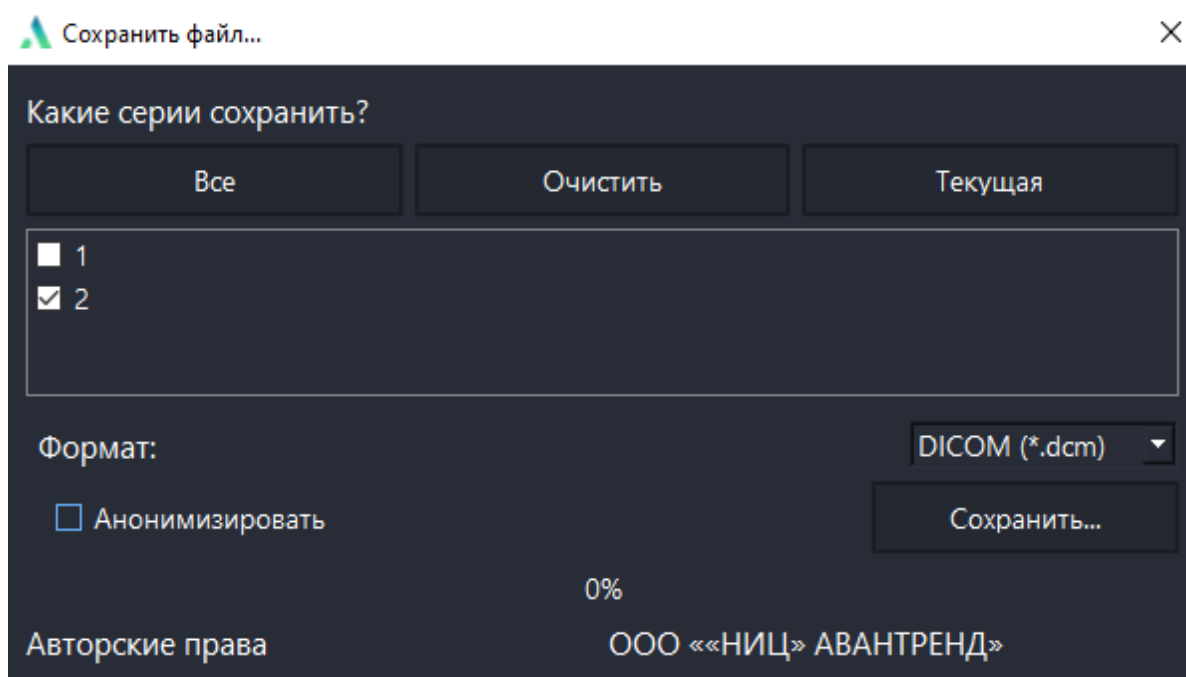 Сохранить файл...
Какие серии сохранить?
Все Очистить Текущая
1
2
Формат: DICOM (*.dcm)
Анонимизировать Сохранить...
0%
Авторские права ООО ««НИЦ» АВАНТРЕНД»